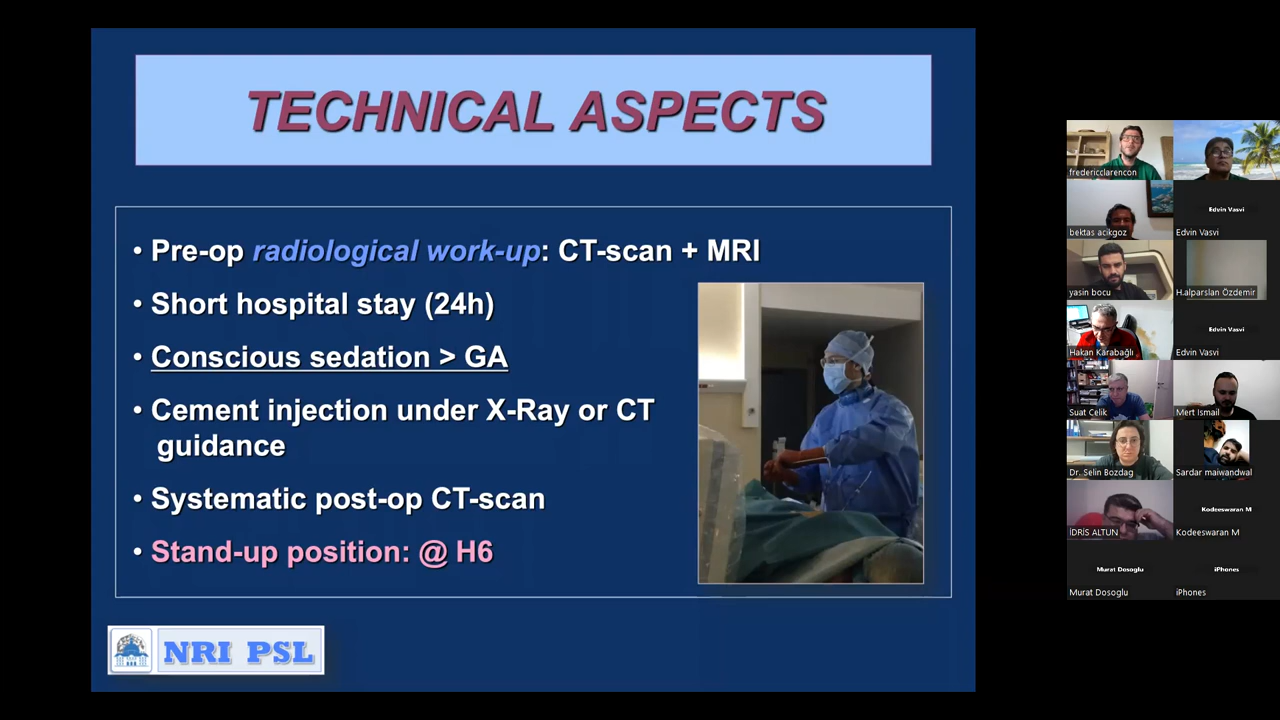 TECHNICAL ASPECTS
• Pre-op radiological work-up: CT-scan + MRI
• Short hospital stay (24h)
• Conscious sedation > GA
• Cement injection under X-Ray or CT
guidance
• Systematic post-op CT-scan
• Stand-up position: @ H6
NRI PSL
fredericclarencon
bektas acikgoz
Edvin Vasvi
Edvin Vasvi
yasin bocu
H.alparslan Özdemir
Hakan Karabağlı
Edvin Vasvi
Edvin Vasvi
Suat Celik
Mert Ismail
Dr. Selin Bozdag
Sardar maiwandwal
İDRİS ALTUN
Kodeeswaran M
Kodeeswaran M
Murat Dosoglu
Murat Dosoglu
iPhones
iPhones